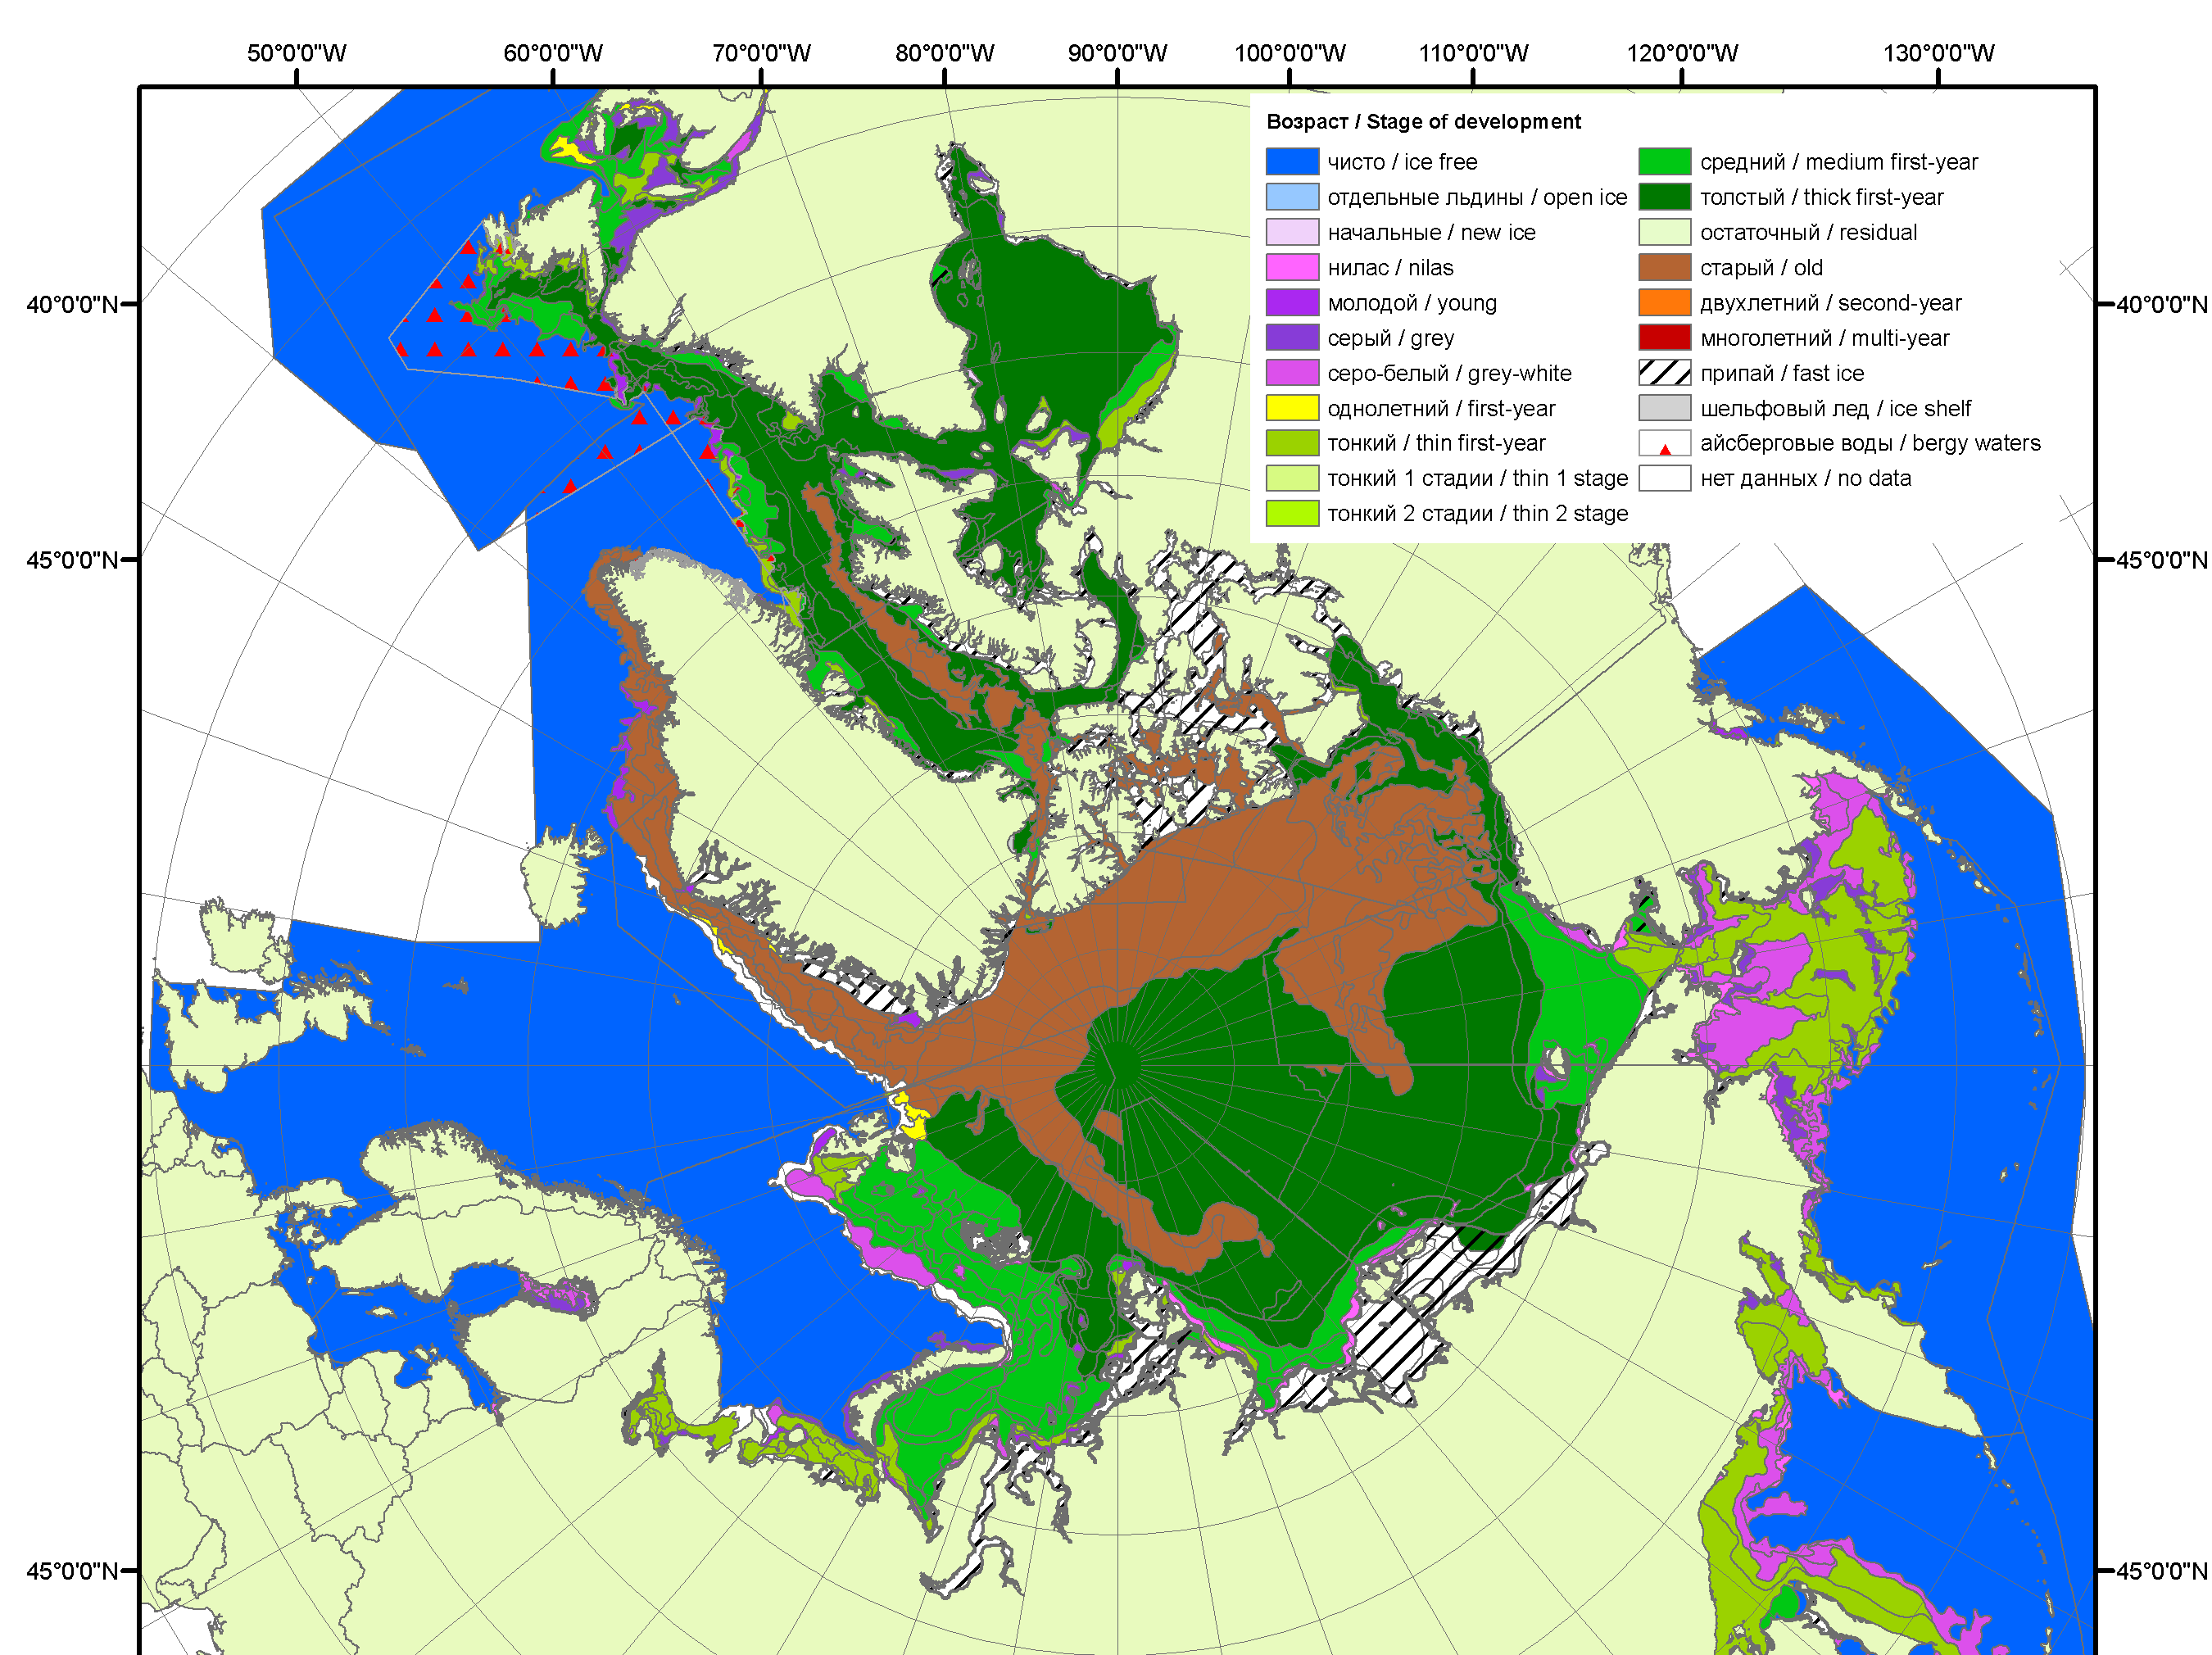 50°0'0"W 60°0'0"W 70°0'0"W 80°0'0"W 90°0'0"W 100°0'0"W 110°0'0"W 120°0'0"W 130°0'0"W
Возраст / Stage of development
чисто / ice free
отдельные льдины / open ice
начальные / new ice
нилас / nilas
молодой / young
серый / grey
серо-белый / grey-white
однолетний / first-year
тонкий / thin first-year
тонкий 1 стадии / thin 1 stage
тонкий 2 стадии / thin 2 stage
средний / medium first-year
толстый / thick first-year
остаточный / residual
старый / old
двухлетний / second-year
многолетний / multi-year
припай / fast ice
шельфовый лед / ice shelf
айсберговые воды / bergy waters
нет данных / no data
40°0'0"N 40°0'0"N
45°0'0"N 45°0'0"N
45°0'0"N 45°0'0"N